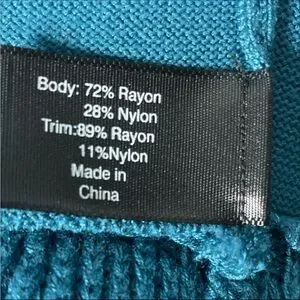 Body: 72% Rayon
28% Nylon
Trim:89% Rayon
11%Nylon
Made in
China